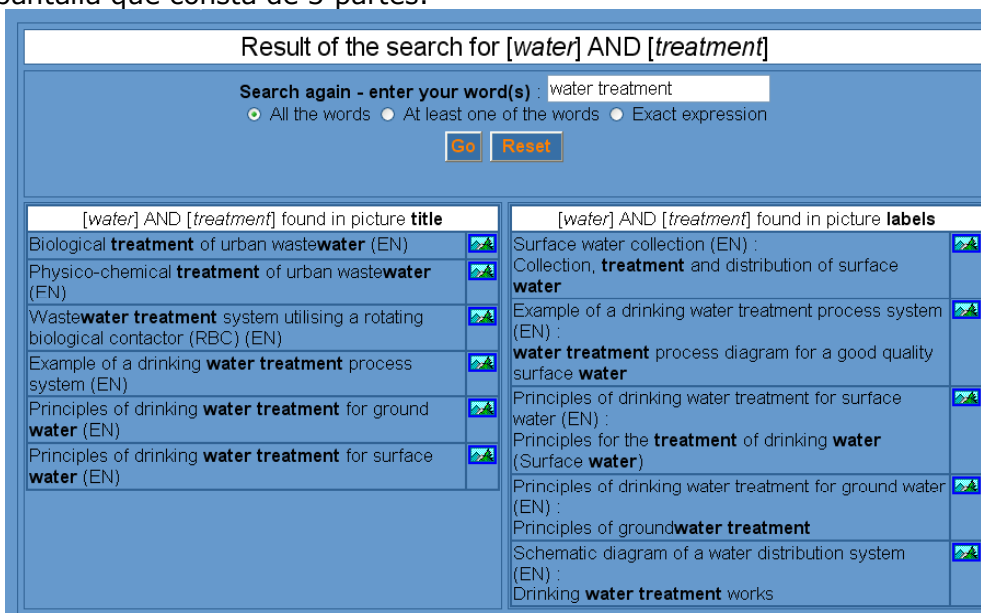 pantalla que consta de 3 partes:
Result of the search for [water] AND [treatment]
Search again - enter your word(s) : water treatment
All the words At least one of the words Exact expression
Go Reset
[water] AND [treatment] found in picture title
Biological treatment of urban wastewater (EN)
Physico-chemical treatment of urban wastewater
(EN)
Wastewater treatment system utilising a rotating
biological contactor (RBC) (EN)
Example of a drinking water treatment process
system (EN)
Principles of drinking water treatment for ground
water (EN)
Principles of drinking water treatment for surface
water (EN)
[water] AND [treatment] found in picture labels
Surface water collection (EN) :
Collection, treatment and distribution of surface
water
Example of a drinking water treatment process system
(EN) :
water treatment process diagram for a good quality
surface water
Principles of drinking water treatment for surface
water (EN) :
Principles for the treatment of drinking water
(Surface water)
Principles of drinking water treatment for ground water
(EN) :
Principles of groundwater treatment
Schematic diagram of a water distribution system
(EN) :
Drinking water treatment works